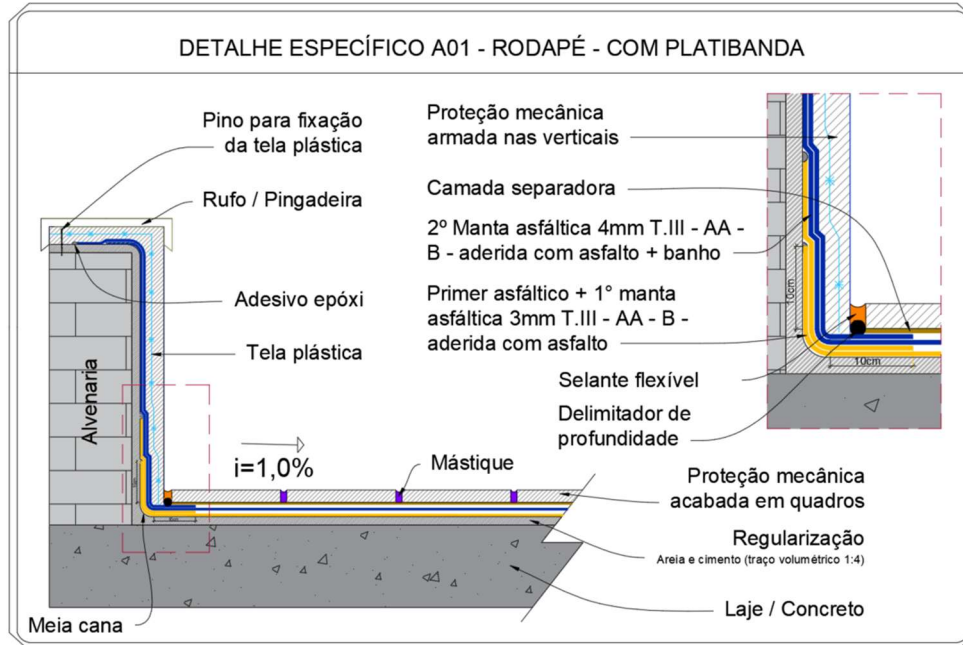 DETALHE ESPECÍFICO A01 - RODAPÉ - COM PLATIBANDA
Pino para fixação
da tela plástica
Rufo / Pingadeira
Adesivo epóxi
Tela plástica
Alvenaria
i=1,0%
Mástique
Meia cana
Proteção mecânica
armada nas verticais
Camada separadora
2º Manta asfáltica 4mm T.III - AA -
B - aderida com asfalto + banho
Primer asfáltico + 1° manta
asfáltica 3mm T.III - AA - B -
aderida com asfalto
Selante flexível
Delimitador de
profundidade
10cm
10cm
Proteção mecânica
acabada em quadros
Regularização
Areia e cimento (traço volumétrico 1:4)
Laje / Concreto